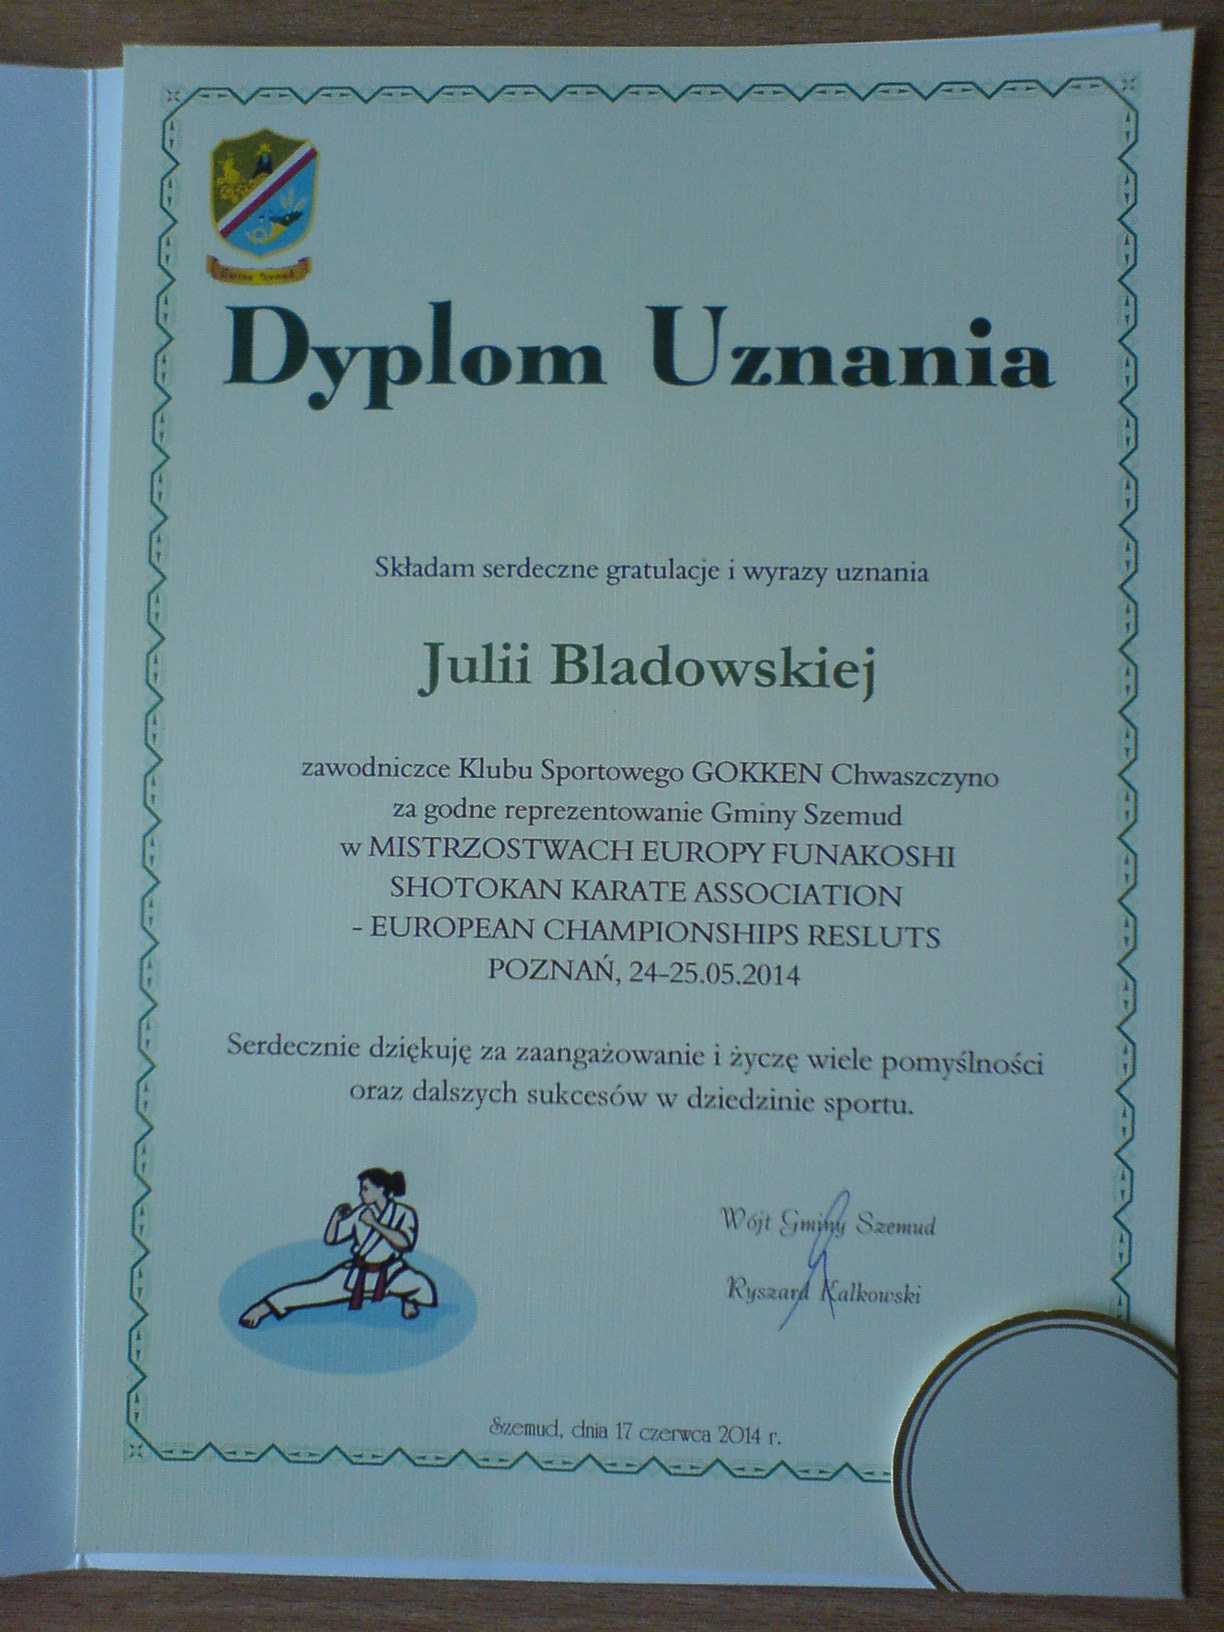 Gmina Szemud
Dyplom Uznania
Składam serdeczne gratulacje i wyrazy uznania
Julii Bladowskiej
zawodniczce Klubu Sportowego GOKKEN Chwaszczyno
za godne reprezentowanie Gminy Szemud
w MISTRZOSTWACH EUROPY FUNAKOSHI
SHOTOKAN KARATE ASSOCIATION
- EUROPEAN CHAMPIONSHIPS RESLUTS
POZNAŃ, 24-25.05.2014
Serdecznie dziękuję za zaangażowanie i życzę wiele pomyślności
oraz dalszych sukcesów w dziedzinie sportu.
Wójt Gminy Szemud
Ryszard Kalkowski
Szemud, dnia 17 czerwca 2014 r.